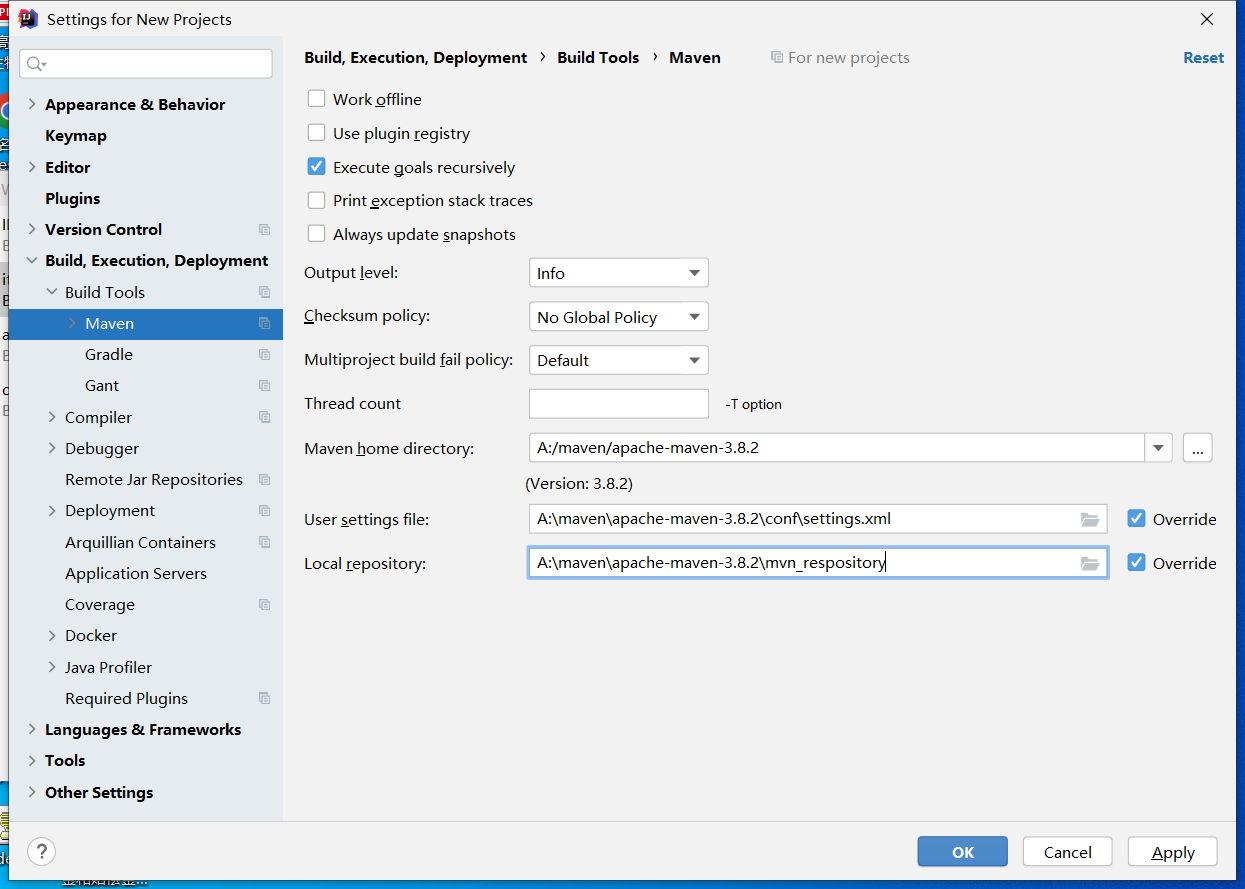 Settings for New Projects
Build, Execution, Deployment › Build Tools › Maven For new projects Reset
Appearance & Behavior
Keymap
Editor
Plugins
Version Control
Build, Execution, Deployment
Build Tools
Maven
Gradle
Gant
Compiler
Debugger
Remote Jar Repositories
Deployment
Arquillian Containers
Application Servers
Coverage
Docker
Java Profiler
Required Plugins
Languages & Frameworks
Tools
Other Settings
Work offline
Use plugin registry
Execute goals recursively
Print exception stack traces
Always update snapshots
Output level: Info
Checksum policy: No Global Policy
Multiproject build fail policy: Default
Thread count -T option
Maven home directory: A:/maven/apache-maven-3.8.2 ...
(Version: 3.8.2)
User settings file: A:\maven\apache-maven-3.8.2\conf\settings.xml Override
Local repository: A:\maven\apache-maven-3.8.2\mvn_respository Override
? OK Cancel Apply